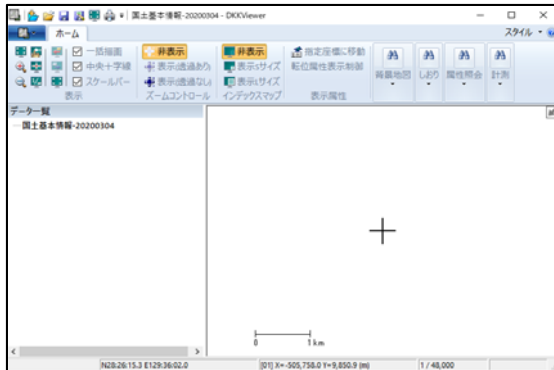 国土基本情報-20200304 - DKXViewer
ホーム
スタイル
一括描画
中央十字線
スケールバー
表示
非表示
表示(透過あり)
表示(透過なし)
ズームコントロール
非表示
表示sサイズ
表示Lサイズ
インデックスマップ
指定座標に移動
転位属性表示制御
表示属性
背景地図
しおり
属性照会
計測
データ一覧
国土基本情報-20200304
0 1 km
N28:26:15.3 E129:36:02.0
[01] X=-505,758.0 Y=9,850.9 (m)
1 / 48,000